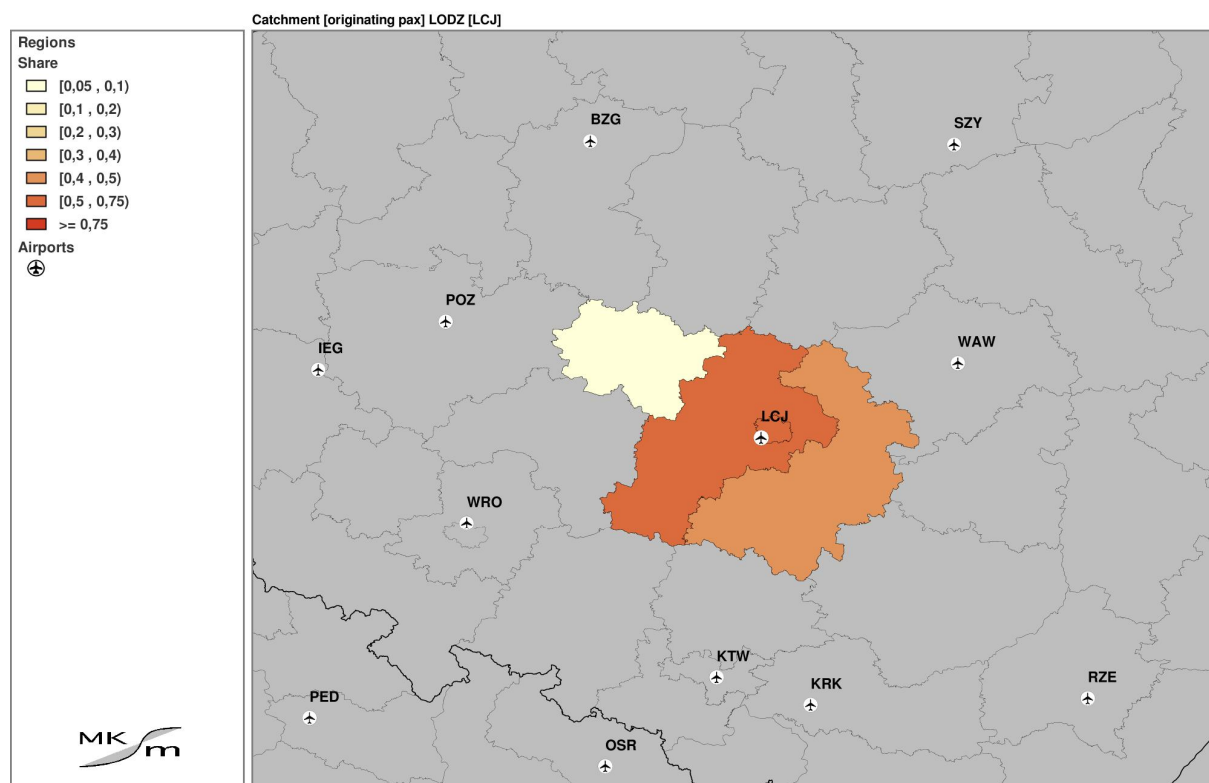 Catchment [originating pax] LODZ [LCJ]
Regions
Share
[0,05 , 0,1)
[0,1 , 0,2)
[0,2 , 0,3)
[0,3 , 0,4)
[0,4 , 0,5)
[0,5 , 0,75)
>= 0,75
Airports
BZG
SZY
POZ
IEG
WAW
LCJ
WRO
KTW
KRK
RZE
PED
OSR
MK
m